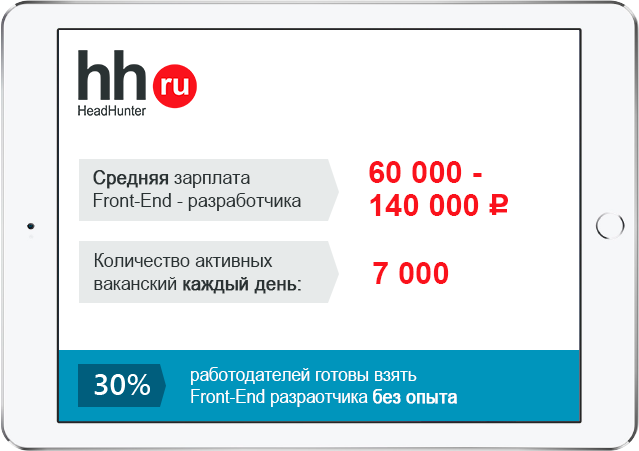 hh ru
HeadHunter
Средняя зарплата
Front-End - разработчика
60 000 -
140 000 ₽
Количество активных
ваканский каждый день:
7 000
30%
работодателей готовы взять
Front-End разраотчика без опыта